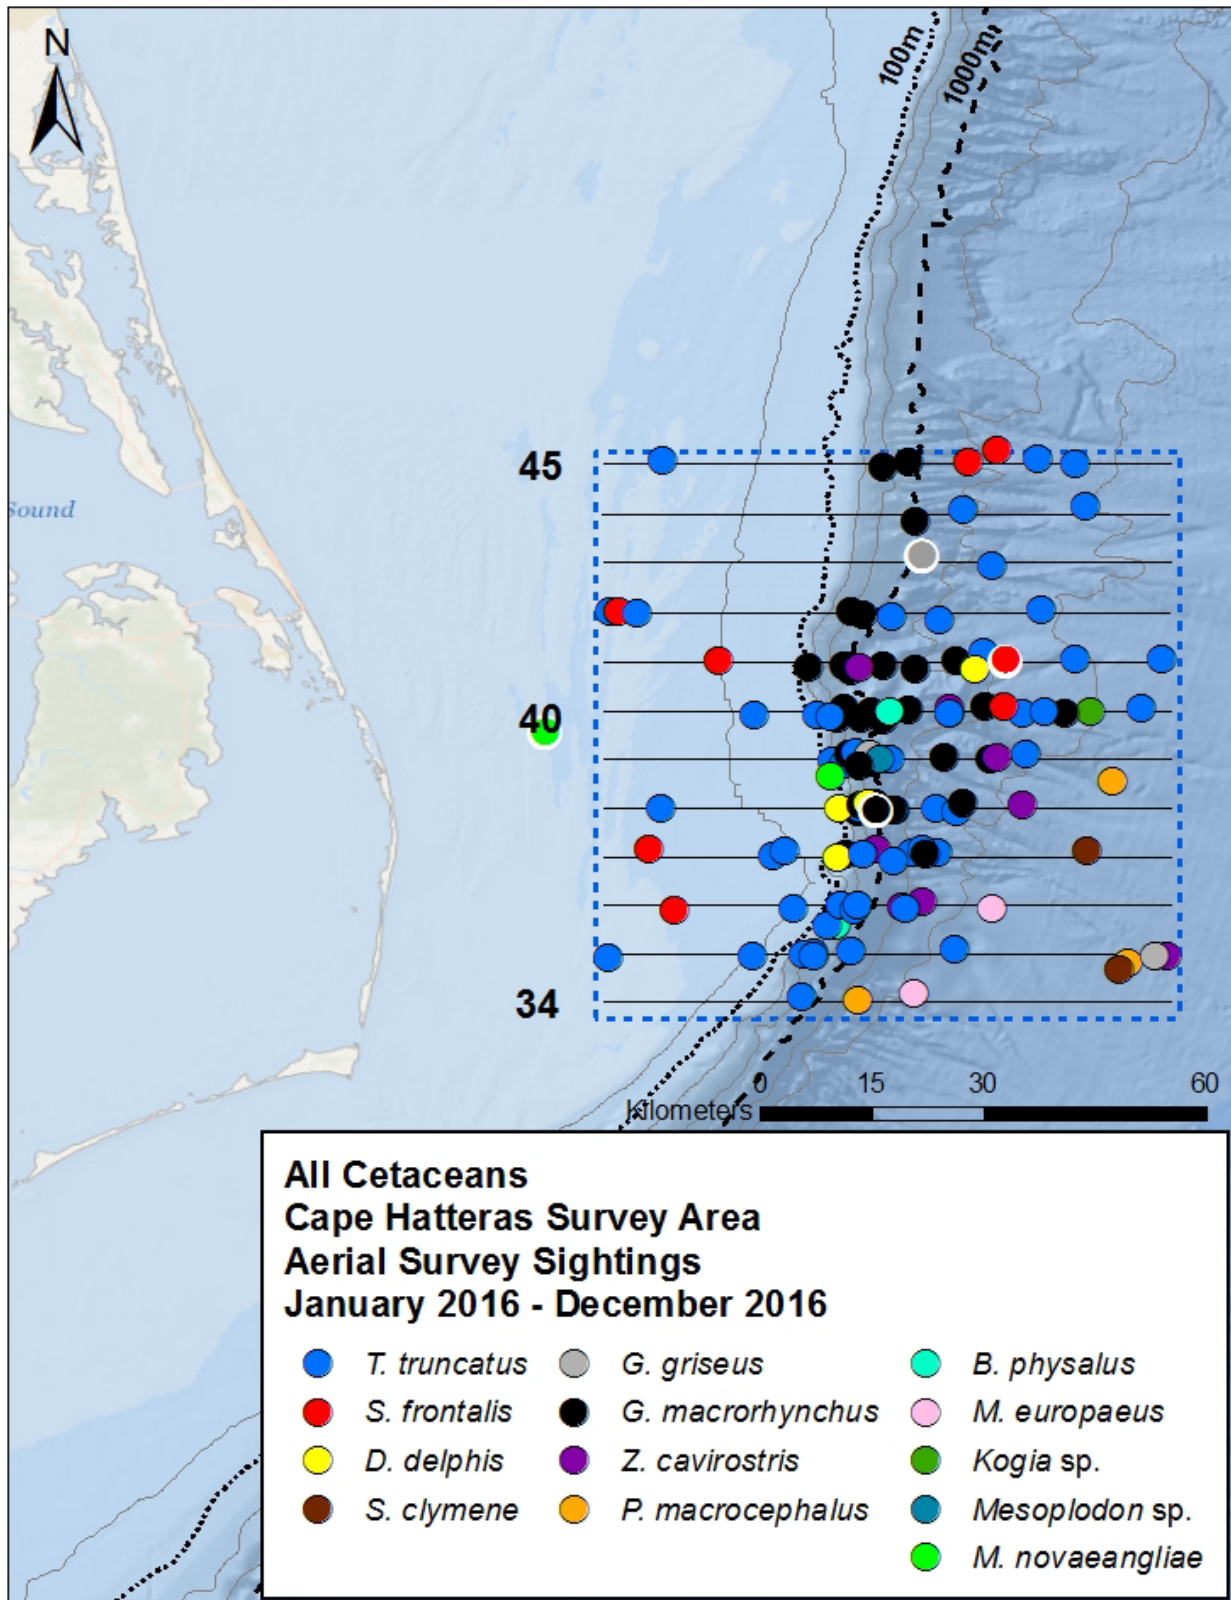 N
100m
1000m
Sound
45
40
34
0 15 30 60
Kilometers
All Cetaceans
Cape Hatteras Survey Area
Aerial Survey Sightings
January 2016 - December 2016
T. truncatus G. griseus B. physalus
S. frontalis G. macrorhynchus M. europaeus
D. delphis Z. cavirostris Kogia sp.
S. clymene P. macrocephalus Mesoplodon sp.
M. novaeangliae